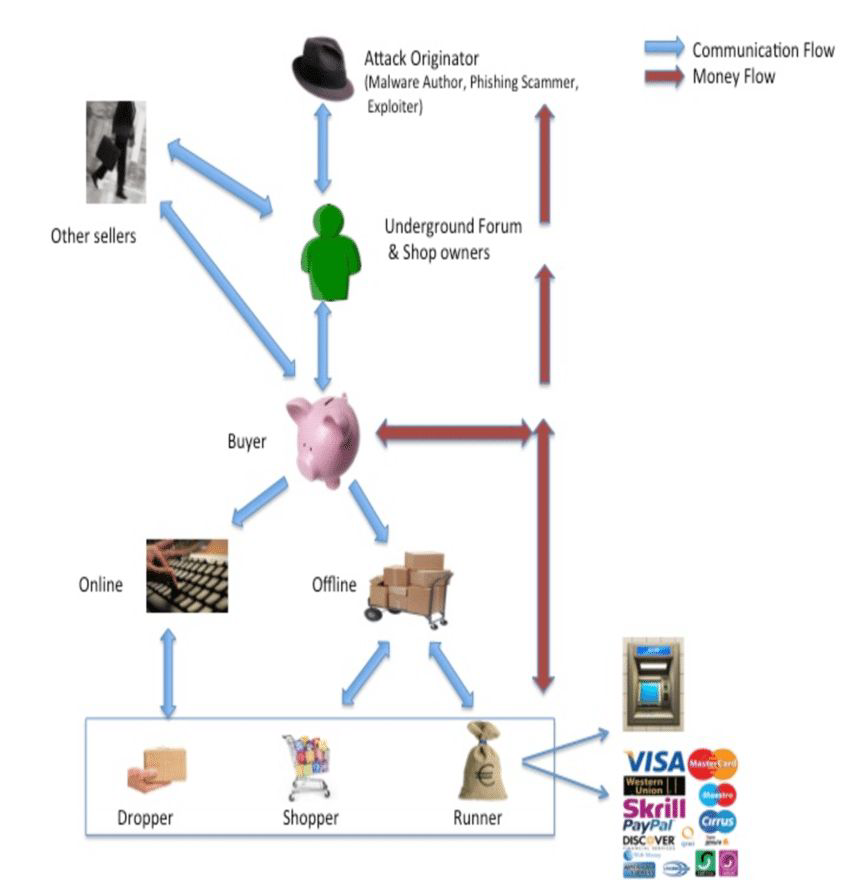 Attack Originator
(Malware Author, Phishing Scammer,
Exploiter)
Communication Flow
Money Flow
Other sellers
Underground Forum
& Shop owners
Buyer
Online
Offline
Dropper
Shopper
Runner
VISA
MasterCard
Western
Union
Maestro
Skrill
PayPal
Cirrus
DISCOVER